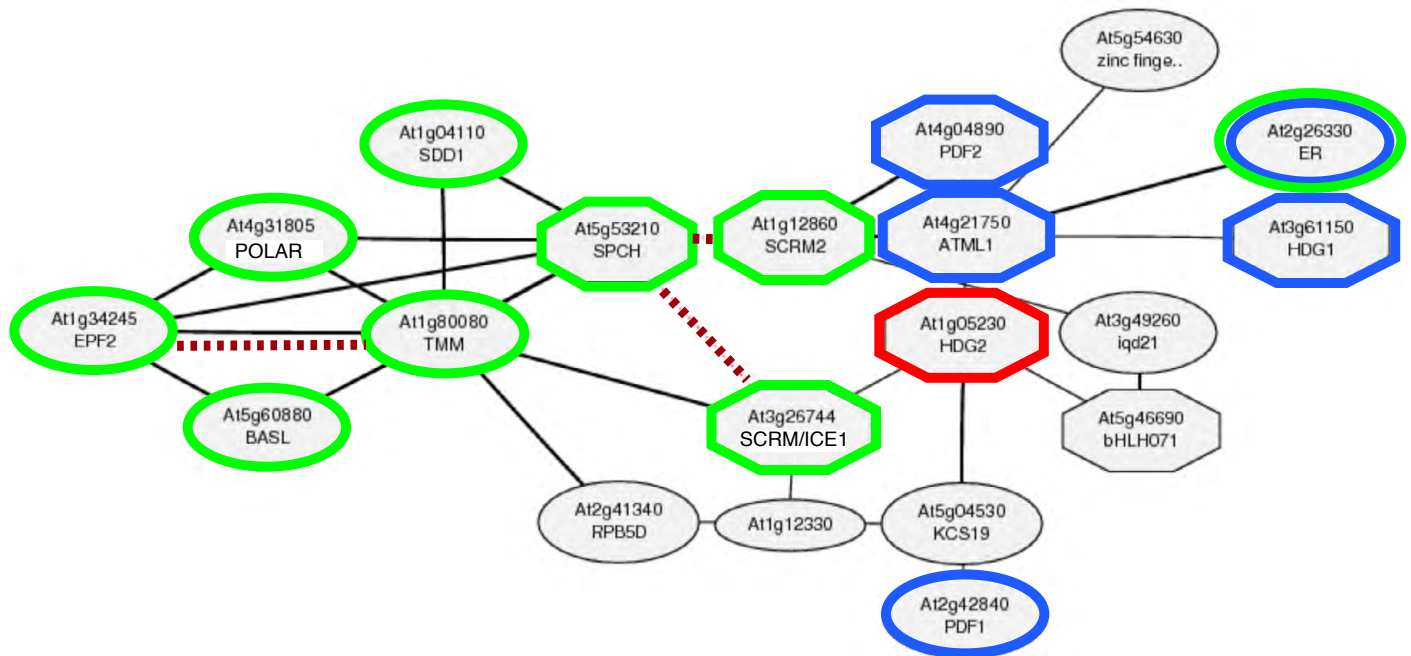 At5g54630
zinc finge..
At1g04110
SDD1
At4g04890
PDF2
At2g26330
ER
At4g31805
POLAR
At5g53210
SPCH
At1g12860
SCRM2
At4g21750
ATML1
At3g61150
HDG1
At1g34245
EPF2
At1g80080
TMM
At1g05230
HDG2
At3g49260
iqd21
At5g60880
BASL
At3g26744
SCRM/ICE1
At5g46690
bHLH071
At2g41340
RPB5D
At1g12330
At5g04530
KCS19
At2g42840
PDF1